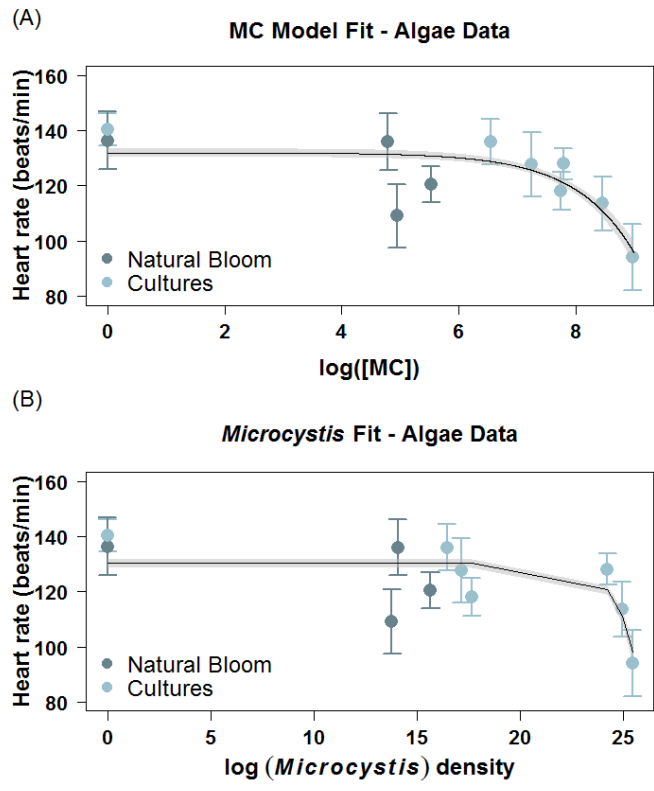 (A)
MC Model Fit - Algae Data
Heart rate (beats/min)
160
140
120
100
80
Natural Bloom
Cultures
0 2 4 6 8
log([MC])
(B)
Microcystis Fit - Algae Data
Heart rate (beats/min)
160
140
120
100
80
Natural Bloom
Cultures
0 5 10 15 20 25
log (Microcystis) density